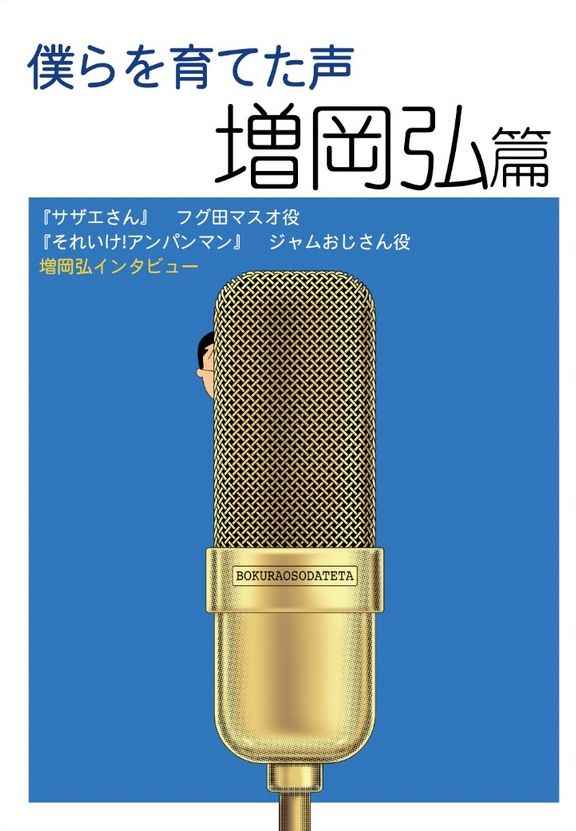 僕らを育てた声
増岡弘篇
『サザエさん』　フグ田マスオ役
『それいけ!アンパンマン』　ジャムおじさん役
増岡弘インタビュー
BOKURAOSODATETA